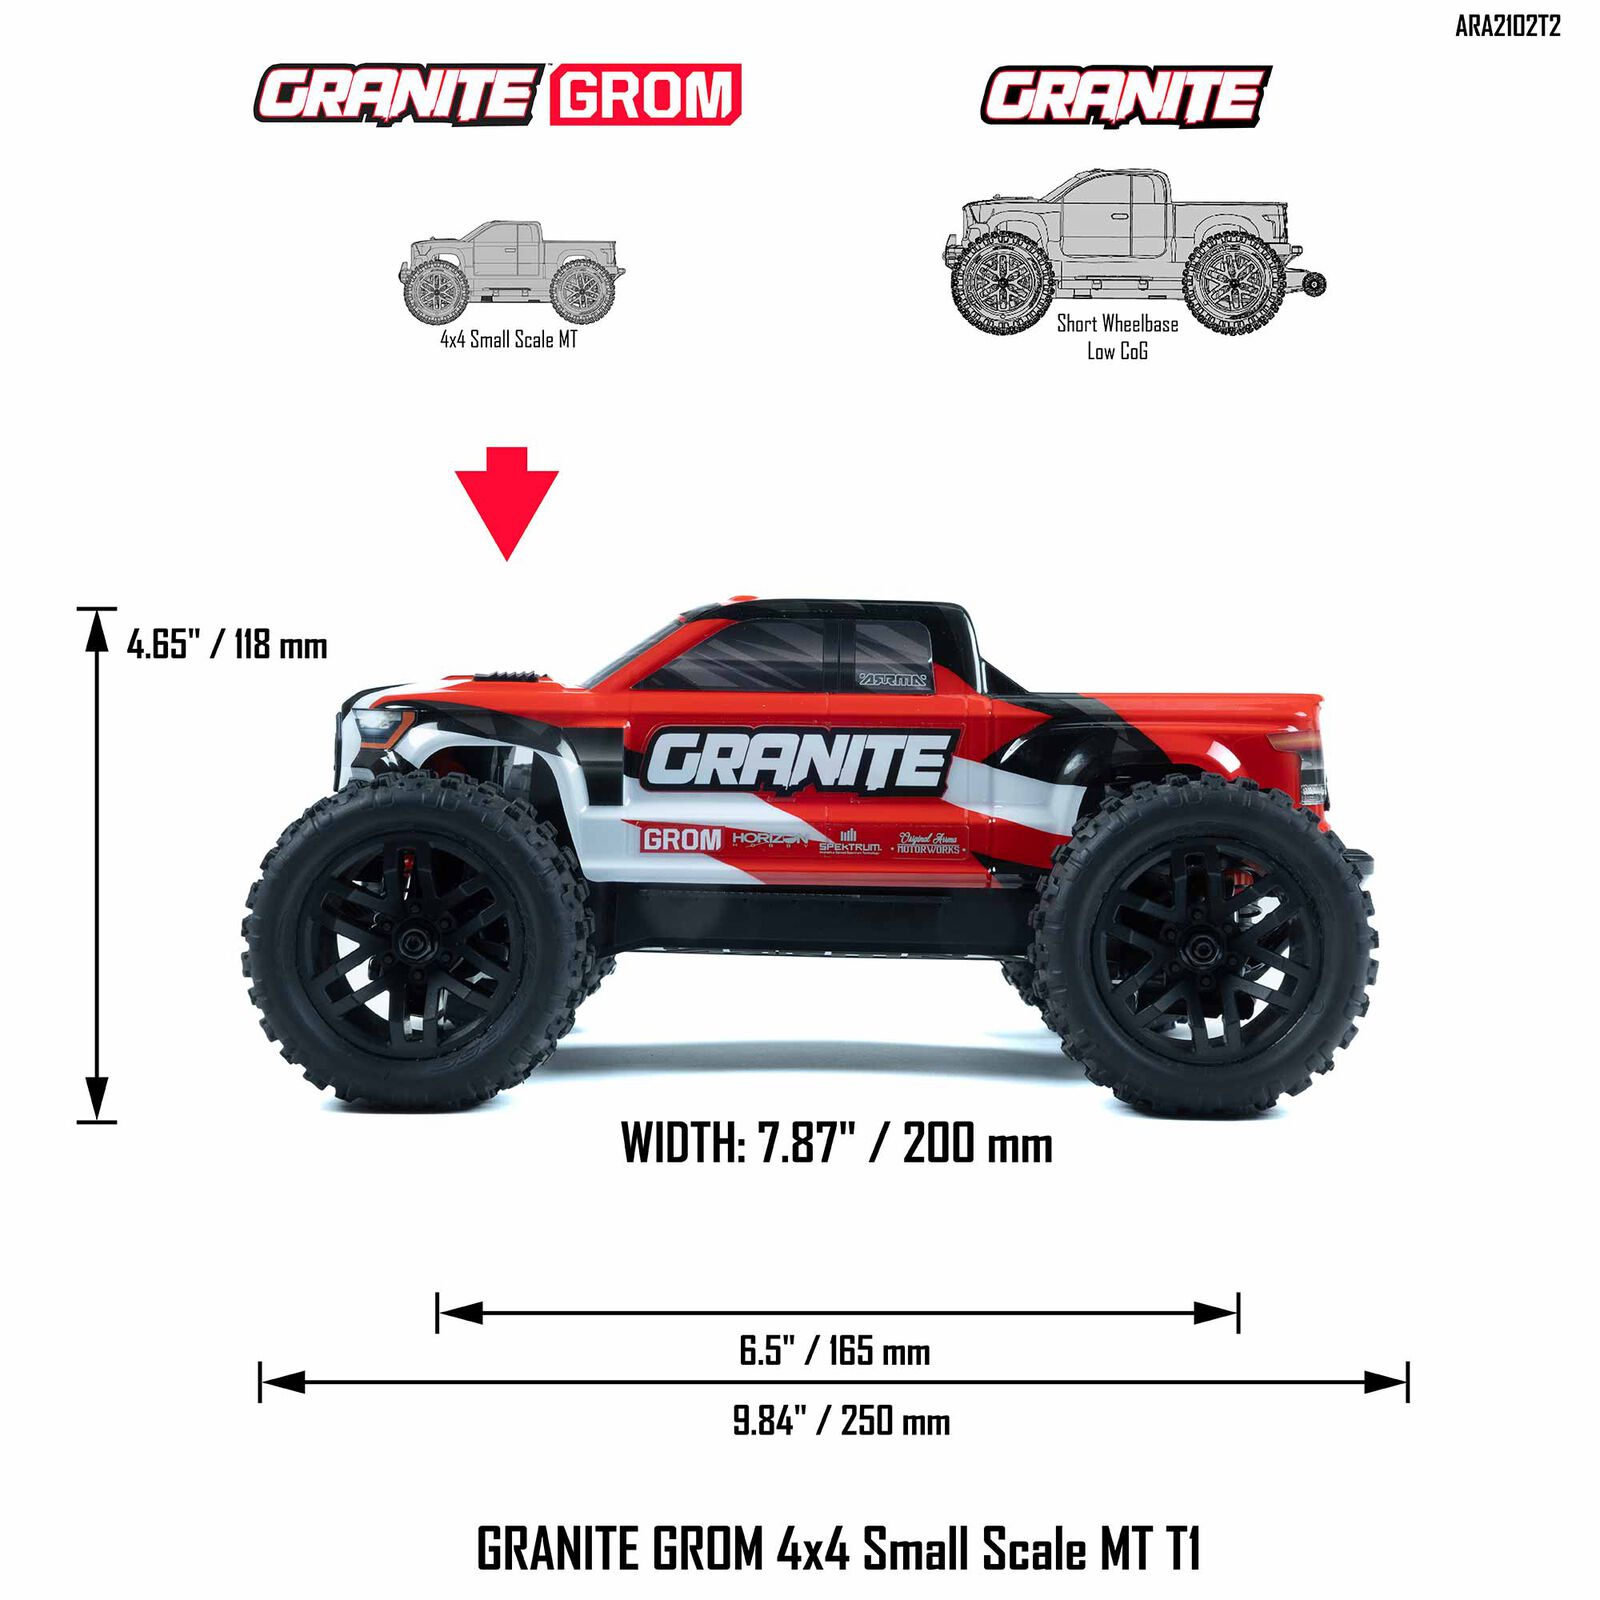 ARA2102T2
GRANITE™ GROM
GRANITE
4x4 Small Scale MT
Short Wheelbase
Low CoG
4.65" / 118 mm
ARRMA
GRANITE
GROM
HORIZON
HOBBY
SPEKTRUM
Original Arrma
MOTORWORKS
WIDTH: 7.87" / 200 mm
6.5" / 165 mm
9.84" / 250 mm
GRANITE GROM 4x4 Small Scale MT T1